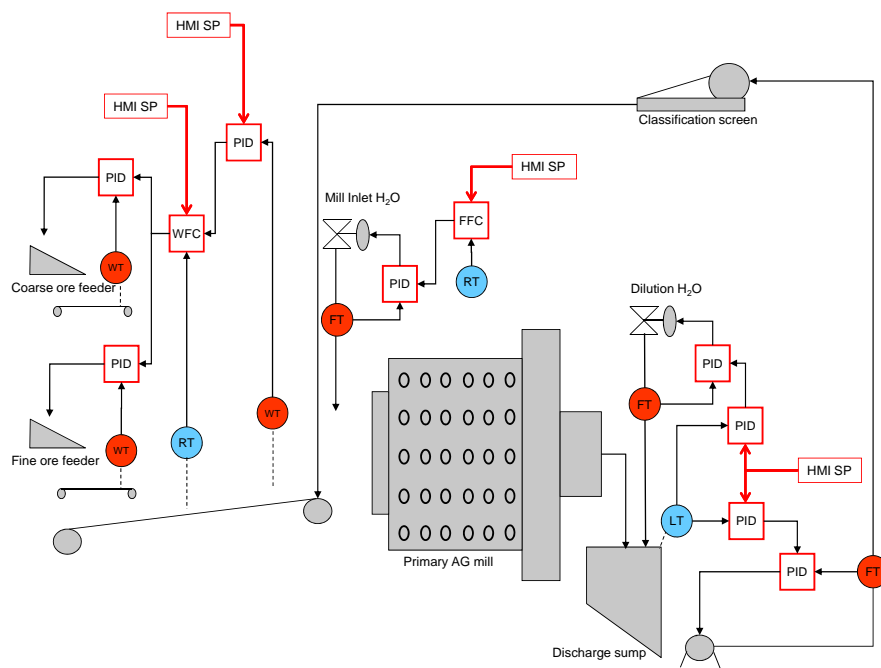 HMI SP
HMI SP
PID
PID
WFC
WT
Coarse ore feeder
PID
WT
Fine ore feeder
RT
WT
Classification screen
HMI SP
Mill Inlet H₂O
FFC
RT
PID
FT
Dilution H₂O
PID
FT
PID
HMI SP
LT
PID
PID
FT
Primary AG mill
Discharge sump